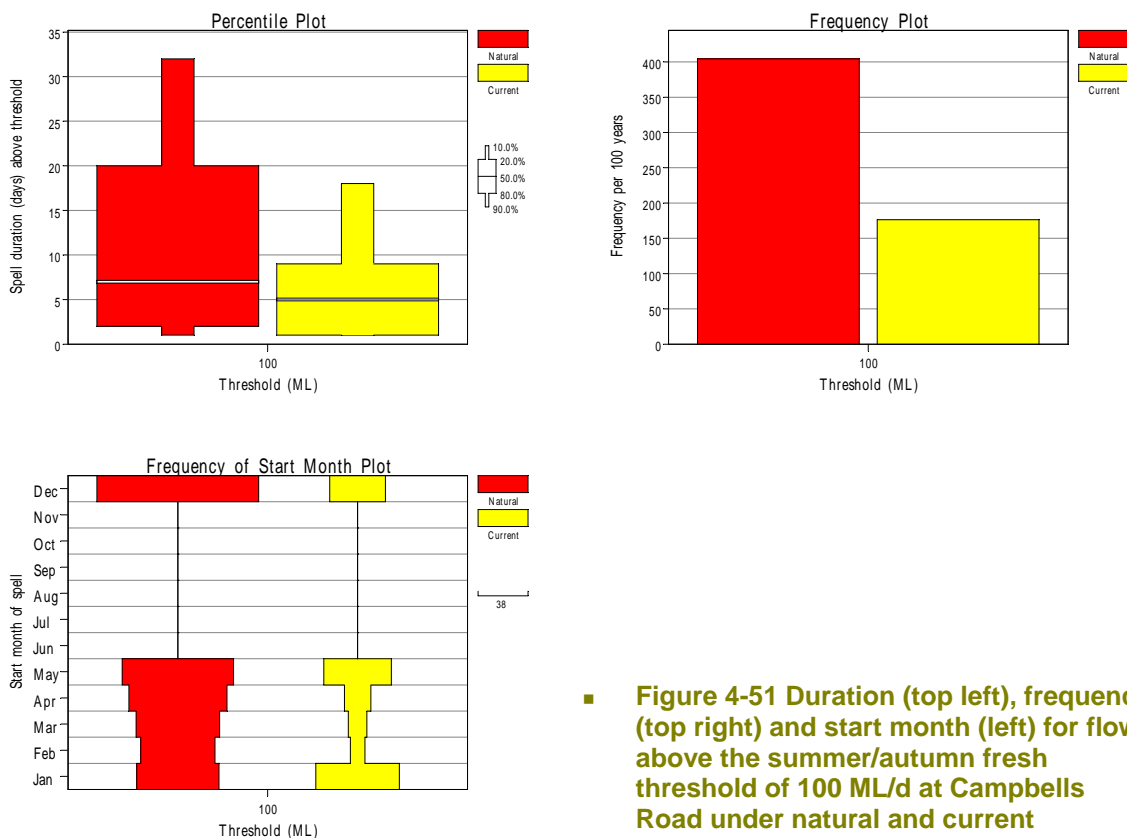 Percentile Plot
35
30
25
20
15
10
5
0
Spell duration (days) above threshold
100
Threshold (ML)
Natural
Current
10.0%
20.0%
50.0%
80.0%
90.0%
Frequency Plot
400
350
300
250
200
150
100
50
0
Frequency per 100 years
100
Threshold (ML)
Natural
Current
Frequency of Start Month Plot
Dec
Nov
Oct
Sep
Aug
Jul
Jun
May
Apr
Mar
Feb
Jan
Start month of spell
100
Threshold (ML)
Natural
Current
38
▪ Figure 4-51 Duration (top left), frequenc
(top right) and start month (left) for flow
above the summer/autumn fresh
threshold of 100 ML/d at Campbells
Road under natural and current